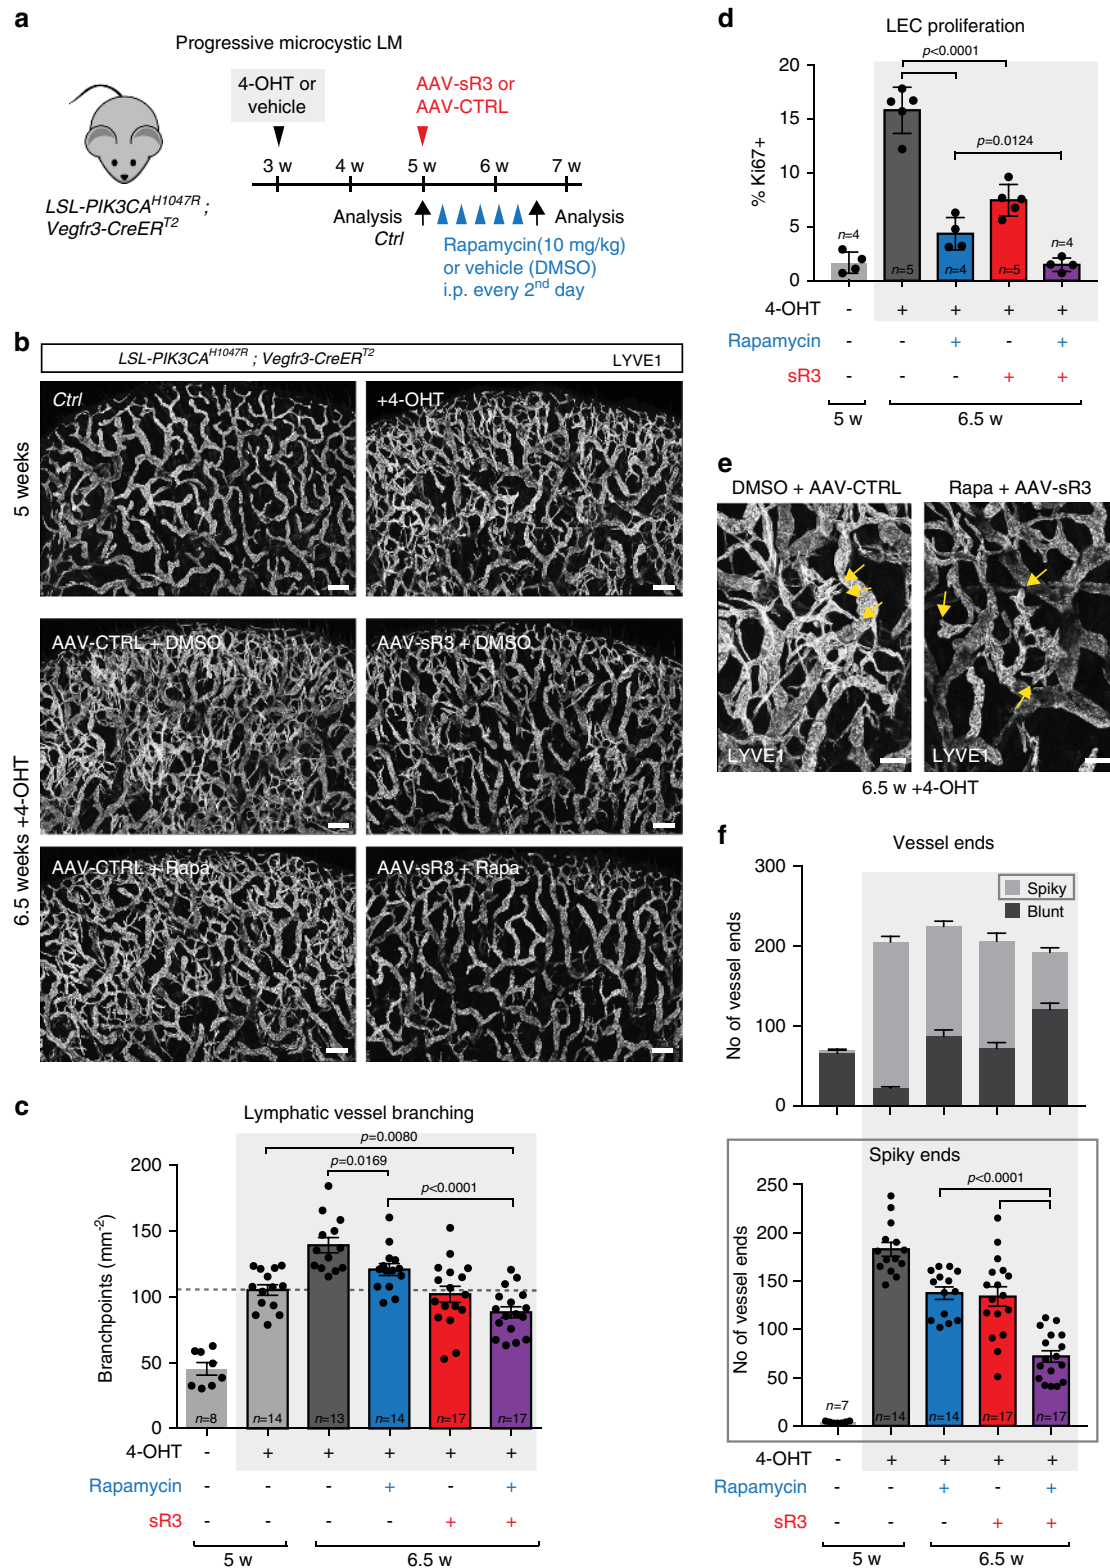 a
Progressive microcystic LM
4-OHT or
vehicle
AAV-sR3 or
AAV-CTRL
3 w 4 w 5 w 6 w 7 w
LSL-PIK3CA^H1047R ;
Vegfr3-CreER^T2
Analysis
Ctrl
Analysis
Rapamycin(10 mg/kg)
or vehicle (DMSO)
i.p. every 2nd day
b
LSL-PIK3CA^H1047R ; Vegfr3-CreER^T2 LYVE1
5 weeks
Ctrl
+4-OHT
6.5 weeks +4-OHT
AAV-CTRL + DMSO
AAV-sR3 + DMSO
AAV-CTRL + Rapa
AAV-sR3 + Rapa
c
Lymphatic vessel branching
Branchpoints (mm-2)
200
150
100
50
0
p=0.0080
p=0.0169
p<0.0001
n=8 n=14 n=13 n=14 n=17 n=17
4-OHT - + + + + +
Rapamycin - - - + - +
sR3 - - - - + +
5 w 6.5 w
d
LEC proliferation
% Ki67+
20
15
10
5
0
p<0.0001
p=0.0124
n=4 n=5 n=4 n=5 n=4
4-OHT - + + + +
Rapamycin - - + - +
sR3 - - - + +
5 w 6.5 w
e
DMSO + AAV-CTRL Rapa + AAV-sR3
LYVE1 LYVE1
6.5 w +4-OHT
f
Vessel ends
No of vessel ends
300
200
100
0
Spiky
Blunt
Spiky ends
No of vessel ends
250
200
150
100
50
0
p<0.0001
n=7 n=14 n=14 n=17 n=17
4-OHT - + + + +
Rapamycin - - + - +
sR3 - - - + +
5 w 6.5 w